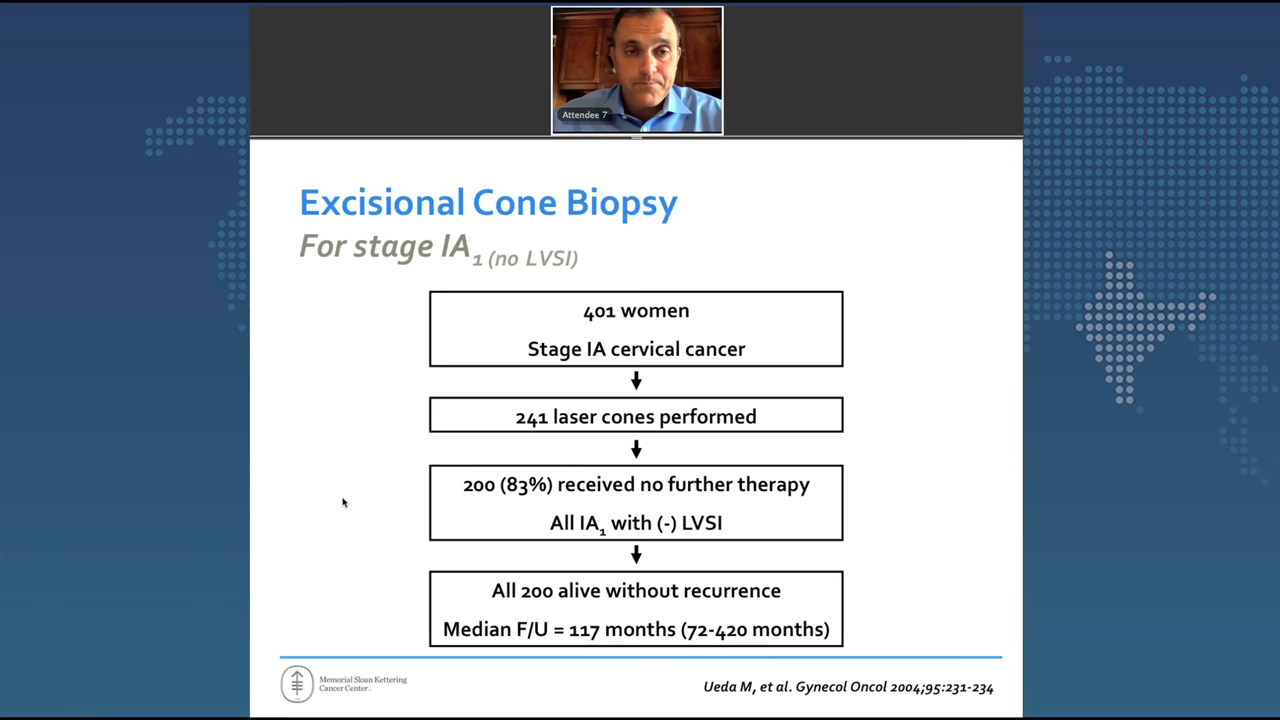 Attendee 7
Excisional Cone Biopsy
For stage IA1 (no LVSI)
401 women
Stage IA cervical cancer
241 laser cones performed
200 (83%) received no further therapy
All IA1 with (-) LVSI
All 200 alive without recurrence
Median F/U = 117 months (72-420 months)
Memorial Sloan Kettering
Cancer Center
Ueda M, et al. Gynecol Oncol 2004;95:231-234